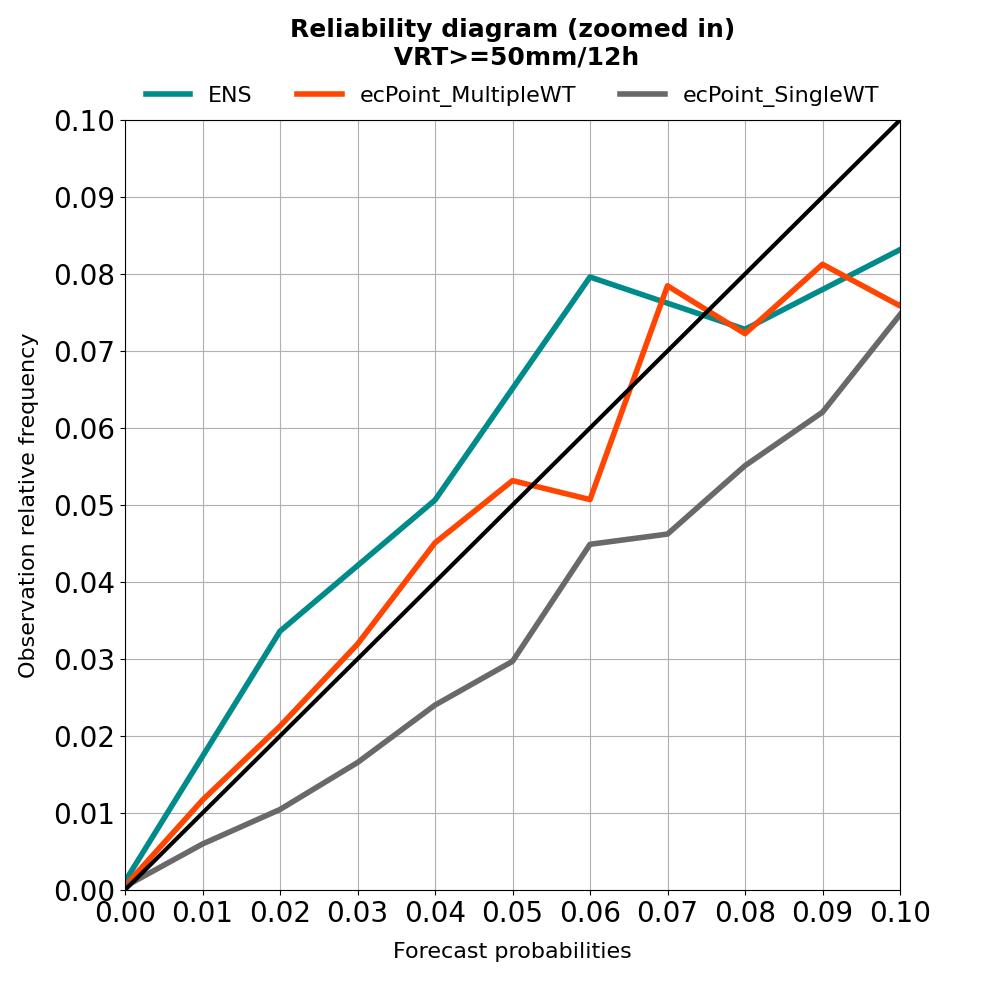 Reliability diagram (zoomed in)
VRT>=50mm/12h
ENS ecPoint_MultipleWT ecPoint_SingleWT
0.10
0.09
0.08
0.07
0.06
0.05
0.04
0.03
0.02
0.01
0.00
Observation relative frequency
0.00 0.01 0.02 0.03 0.04 0.05 0.06 0.07 0.08 0.09 0.10
Forecast probabilities